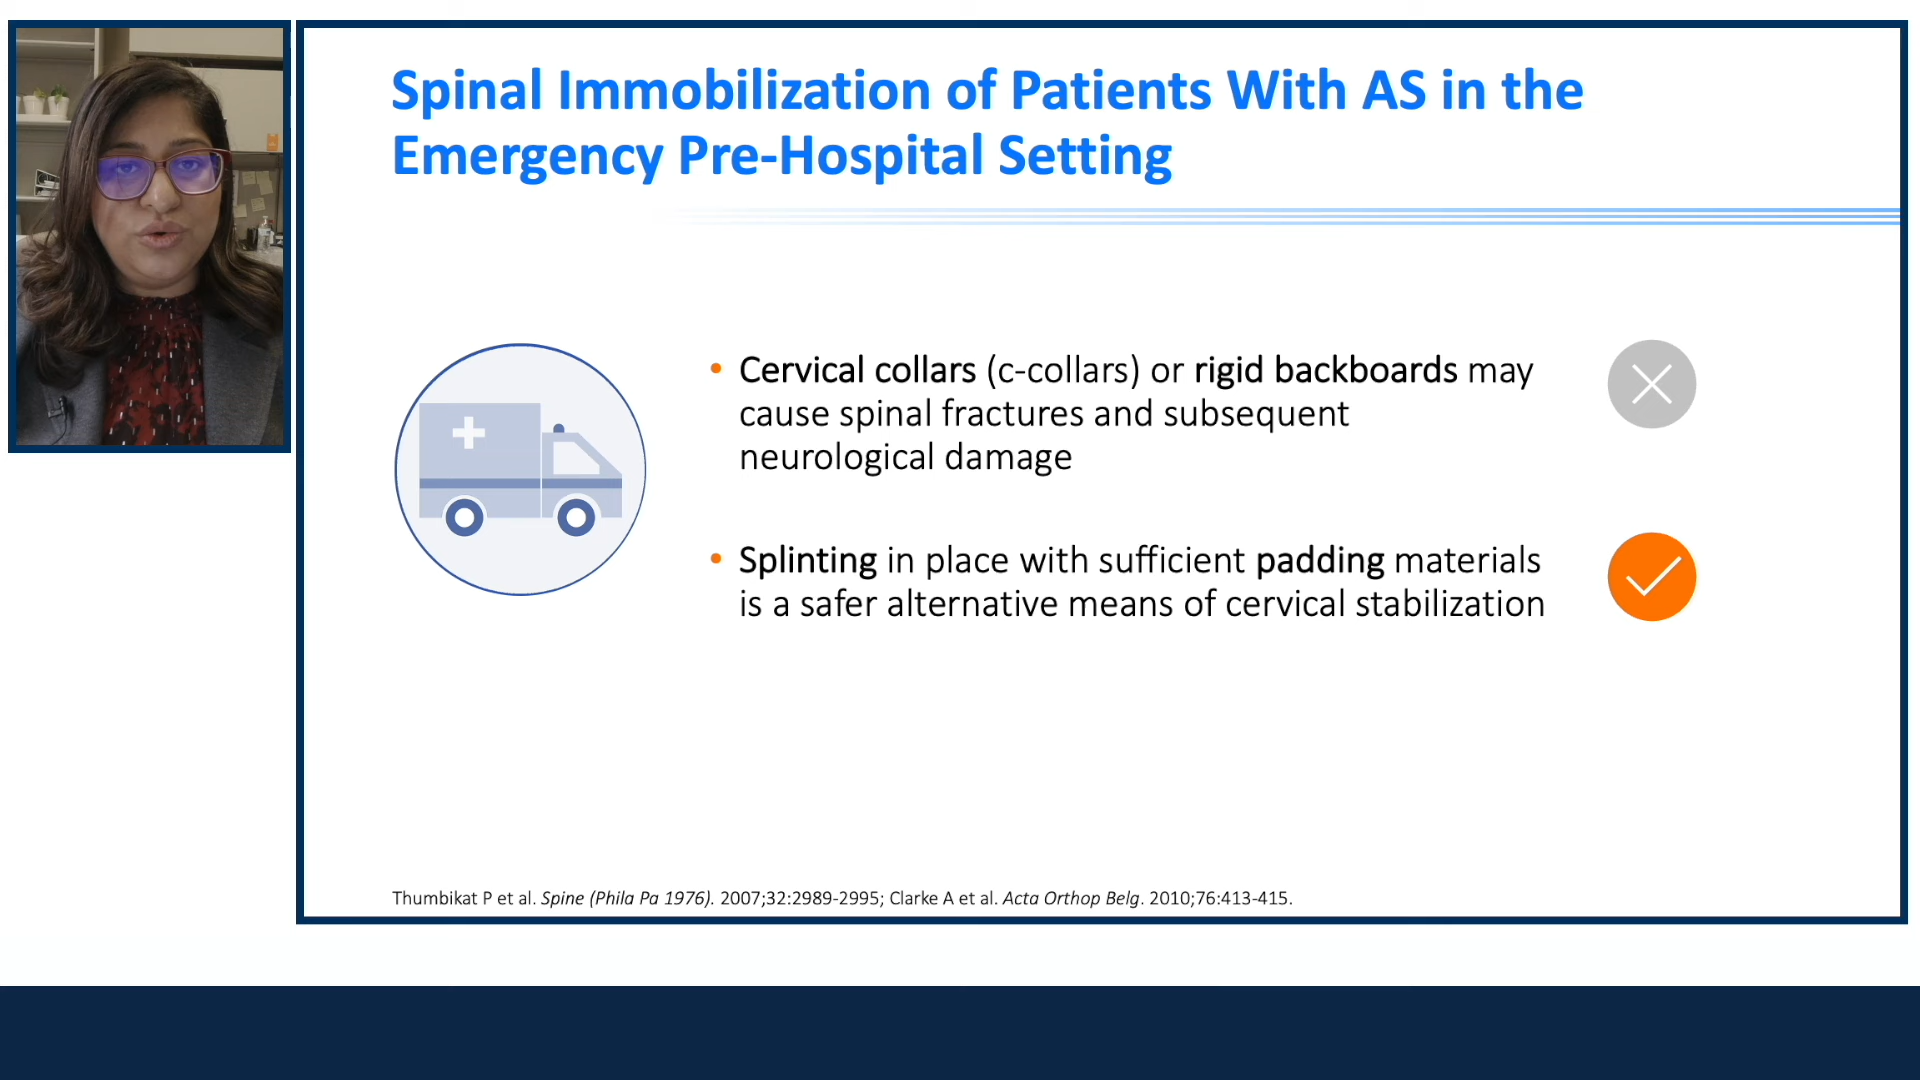 Spinal Immobilization of Patients With AS in the
Emergency Pre-Hospital Setting
• Cervical collars (c-collars) or rigid backboards may
cause spinal fractures and subsequent
neurological damage
• Splinting in place with sufficient padding materials
is a safer alternative means of cervical stabilization
Thumbikat P et al. Spine (Phila Pa 1976). 2007;32:2989-2995; Clarke A et al. Acta Orthop Belg. 2010;76:413-415.